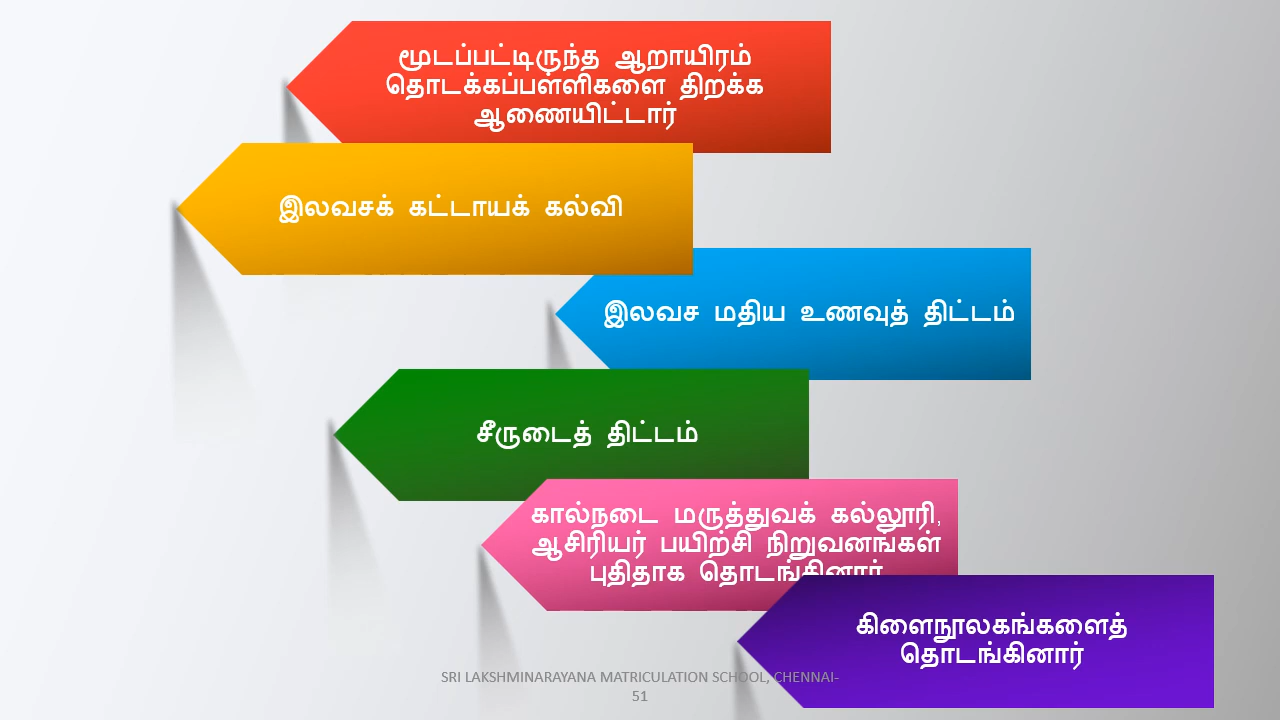 மூடப்பட்டிருந்த ஆறாயிரம்
தொடக்கப்பள்ளிகளை திறக்க
ஆணையிட்டார்
இலவசக் கட்டாயக் கல்வி
இலவச மதிய உணவுத் திட்டம்
சீருடைத் திட்டம்
கால்நடை மருத்துவக் கல்லூரி,
ஆசிரியர் பயிற்சி நிறுவனங்கள்
புதிதாக தொடங்கினார்
கிளைநூலகங்களைத்
தொடங்கினார்
SRI LAKSHMINARAYANA MATRICULATION SCHOOL, CHENNAI-
51